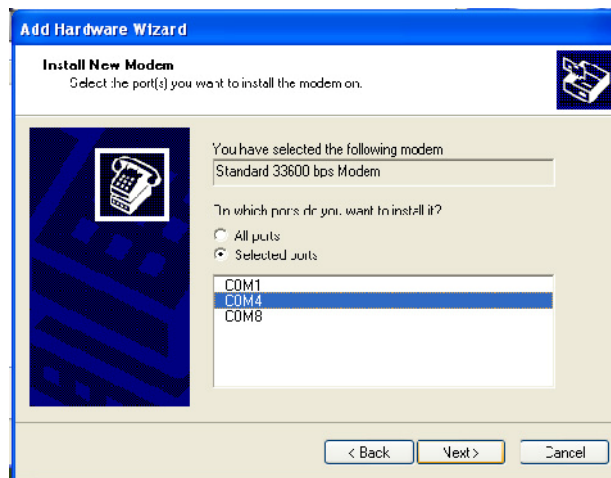 Add Hardware Wizard
Install New Modem
Select the port(s) you want to install the modem on.
You have selected the following modem
Standard 33600 bps Modem
On which ports do you want to install it?
All ports
Selected ports
COM1
COM4
COM8
< Back
Next >
Cancel